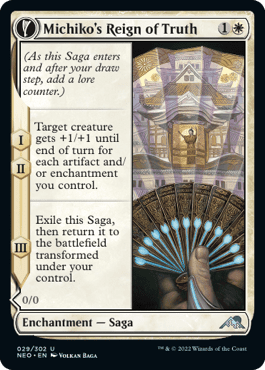 Michiko's Reign of Truth 1
(As this Saga enters
and after your draw
step, add a lore
counter.)
I
II
Target creature
gets +1/+1 until
end of turn for
each artifact and/
or enchantment
you control.
III
Exile this Saga,
then return it to
the battlefield
transformed
under your
control.
0/0
Enchantment — Saga
029/302 U
NEO • EN VOLKAN BAGA
™ & © 2022 Wizards of the Coast